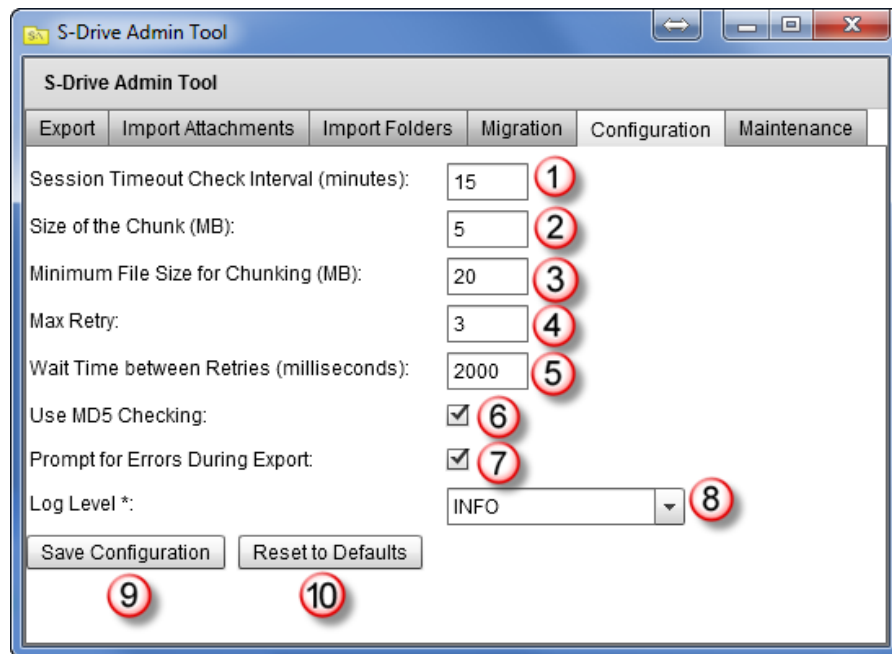 S-Drive Admin Tool
S-Drive Admin Tool
Export Import Attachments Import Folders Migration Configuration Maintenance
Session Timeout Check Interval (minutes): 15 1
Size of the Chunk (MB): 5 2
Minimum File Size for Chunking (MB): 20 3
Max Retry: 3 4
Wait Time between Retries (milliseconds): 2000 5
Use MD5 Checking: 6
Prompt for Errors During Export: 7
Log Level *: INFO 8
Save Configuration Reset to Defaults
9 10